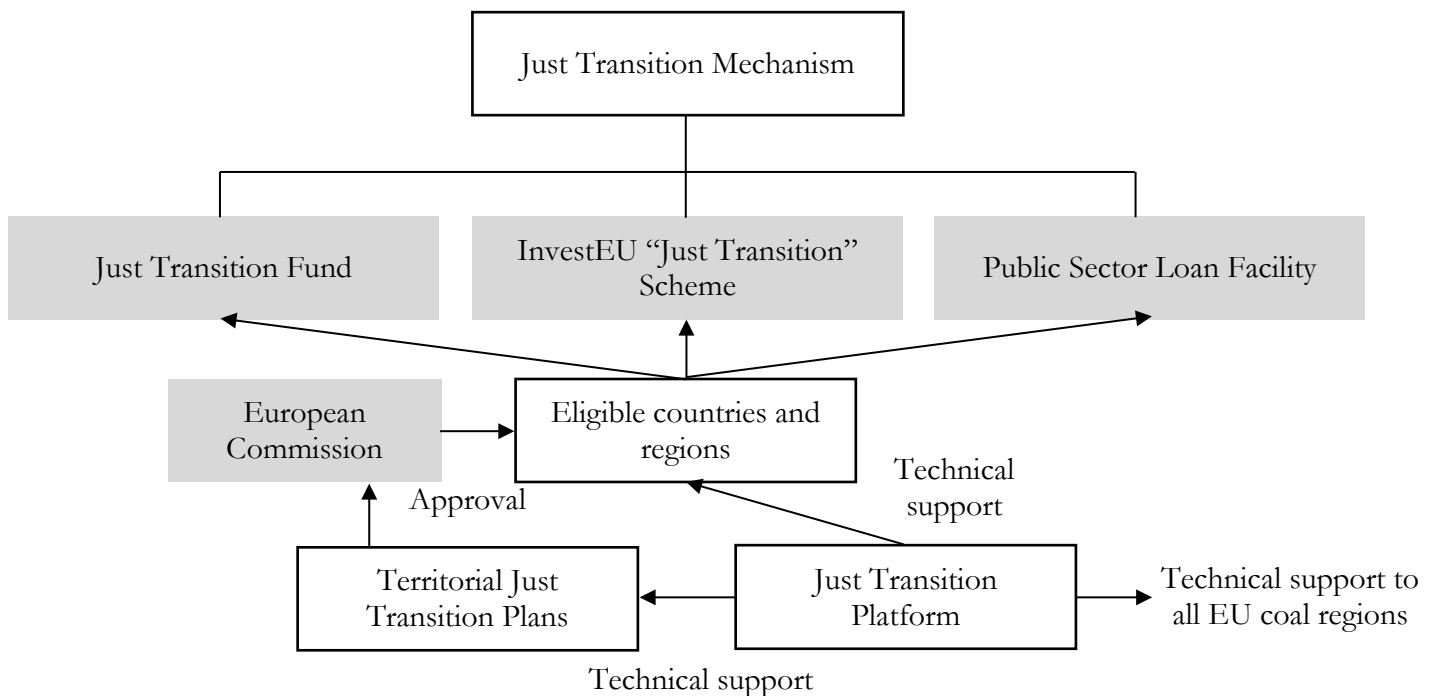 Just Transition Mechanism
Just Transition Fund
InvestEU “Just Transition”
Scheme
Public Sector Loan Facility
European
Commission
Eligible countries and
regions
Technical
support
Approval
Territorial Just
Transition Plans
Just Transition
Platform
Technical support to
all EU coal regions
Technical support